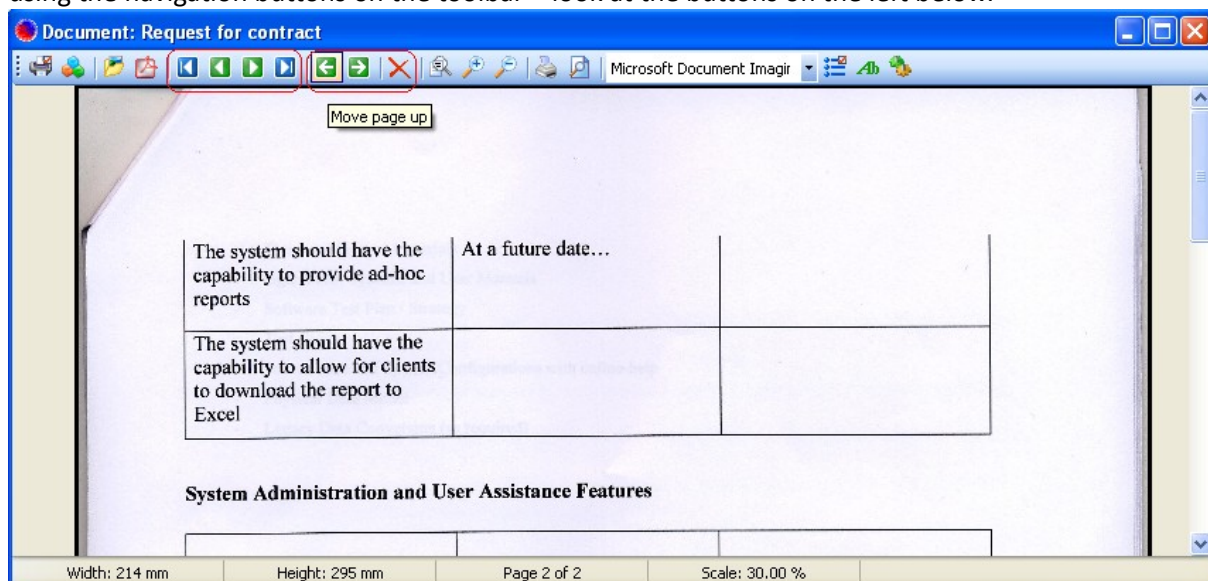 using the navigation buttons on the toolbar – look at the buttons on the left below:
Document: Request for contract
Microsoft Document Imagir
Ab
Move page up
The system should have the
capability to provide ad-hoc
reports
At a future date…
The system should have the
capability to allow for clients
to download the report to
Excel
System Administration and User Assistance Features
Width: 214 mm
Height: 295 mm
Page 2 of 2
Scale: 30.00 %